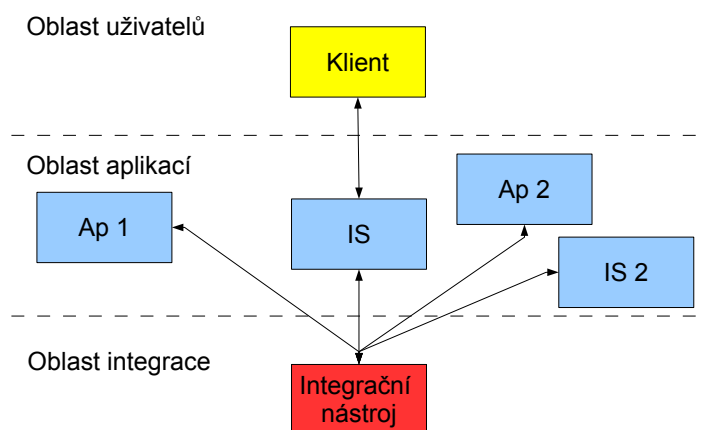 Oblast uživatelů
Klient
Oblast aplikací
Ap 1
IS
Ap 2
IS 2
Oblast integrace
Integrační
nástroj